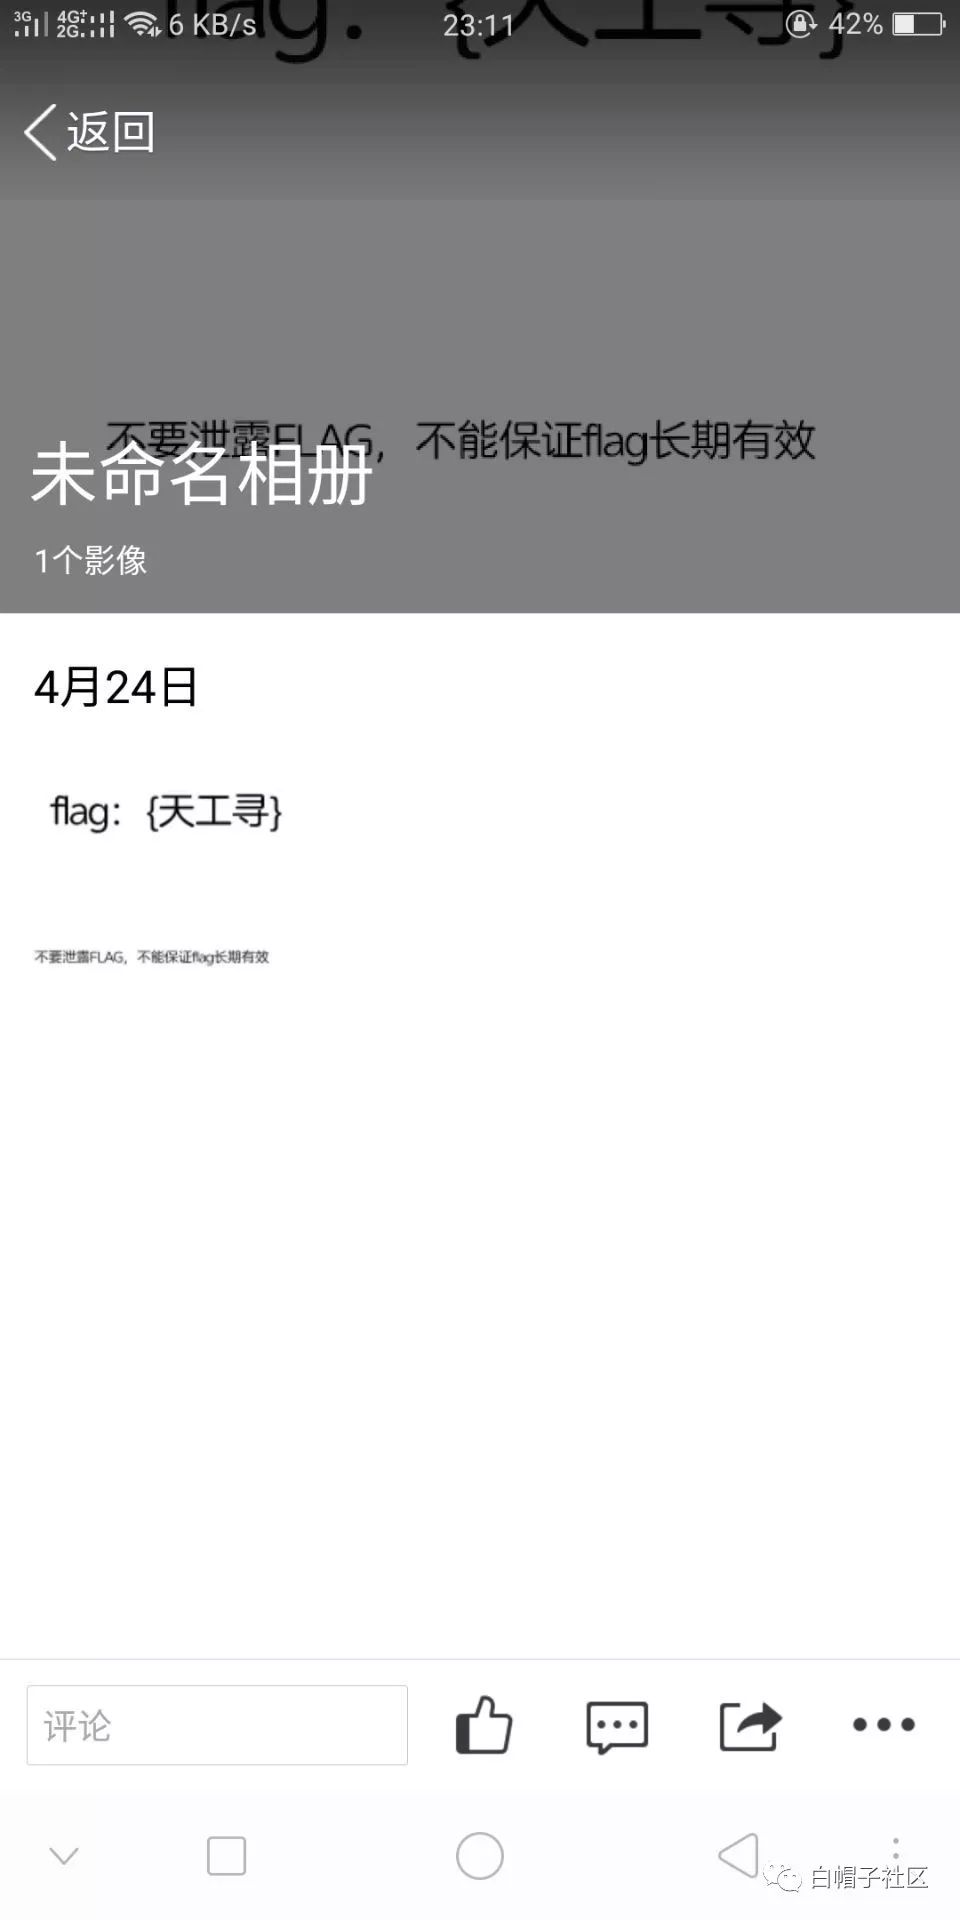 flag: {天工寻}
3G 4G+ 2G 6 KB/s 23:11 42%
返回
不要泄露FLAG，不能保证flag长期有效
未命名相册
1个影像
4月24日
flag: {天工寻}
不要泄露FLAG，不能保证flag长期有效
评论
白帽子社区